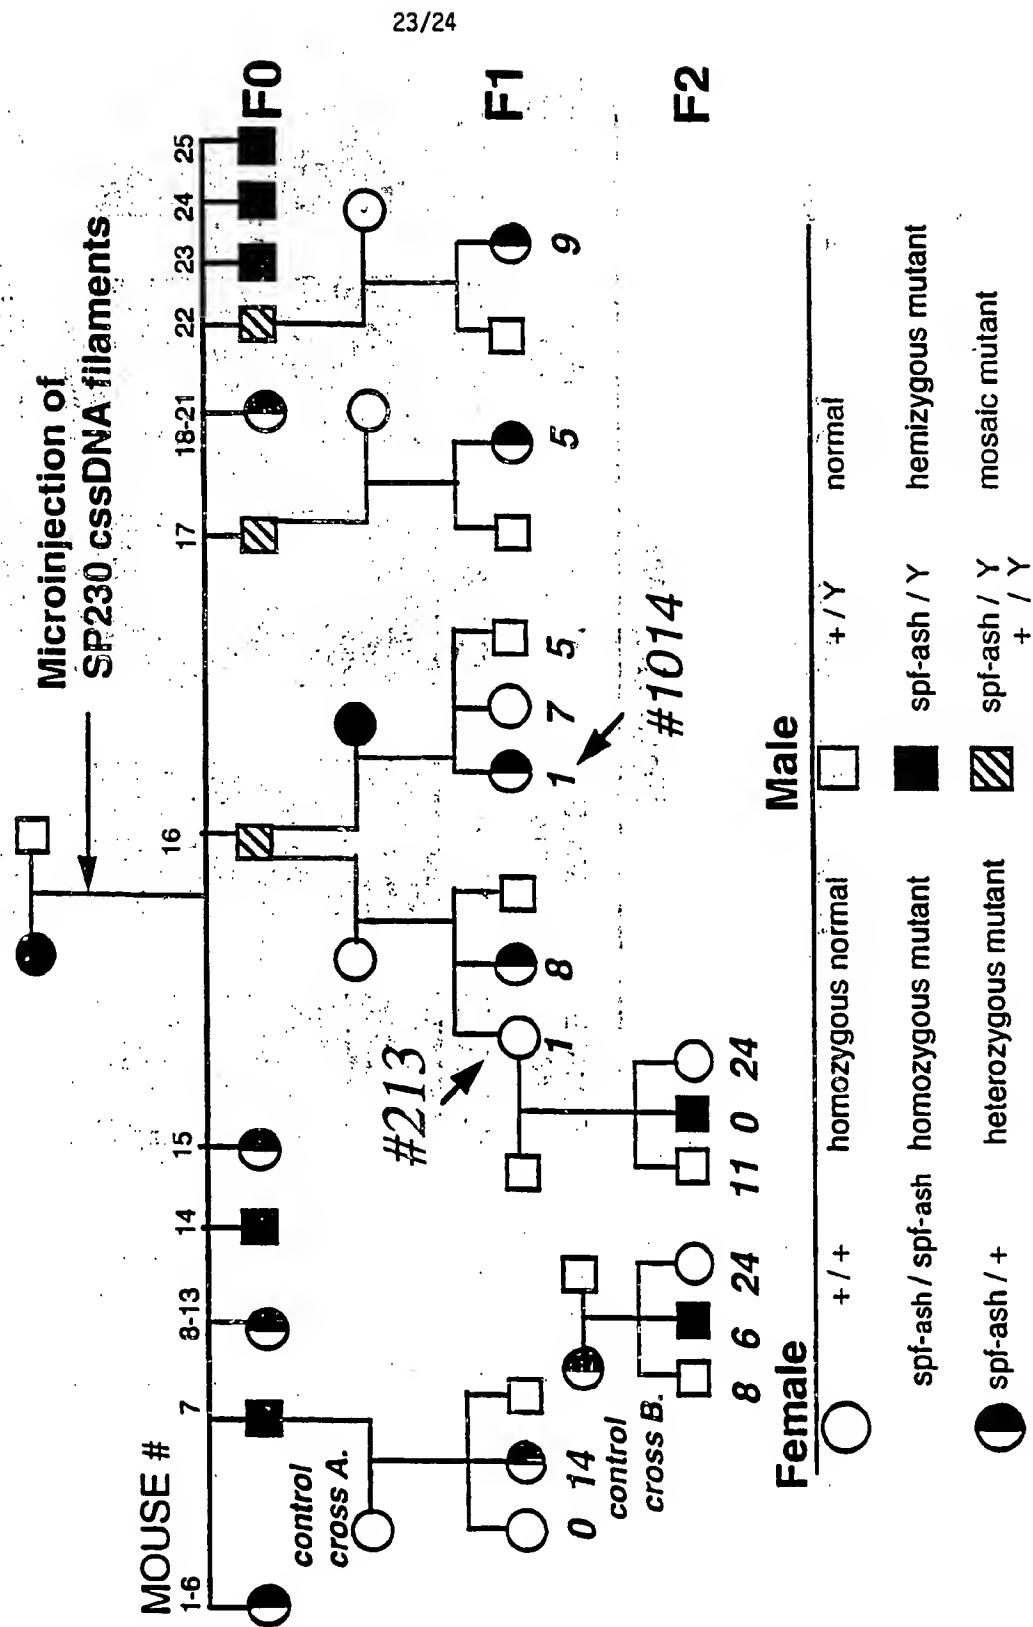 23/24
Microinjection of
SP230 cssDNA filaments
MOUSE #
1-6 7 8-13 14 15 16 17 18-21 22 23 24 25
F0
control
cross A.
F1
0 14
#213
1 8
1 7 5
#1014
5
9
control
cross B.
F2
8 6 24
11 0 24
Female Male
+ / + homozygous normal + / Y normal
spf-ash / spf-ash homozygous mutant spf-ash / Y hemizygous mutant
spf-ash / + heterozygous mutant spf-ash / Y mosaic mutant
+ / Y